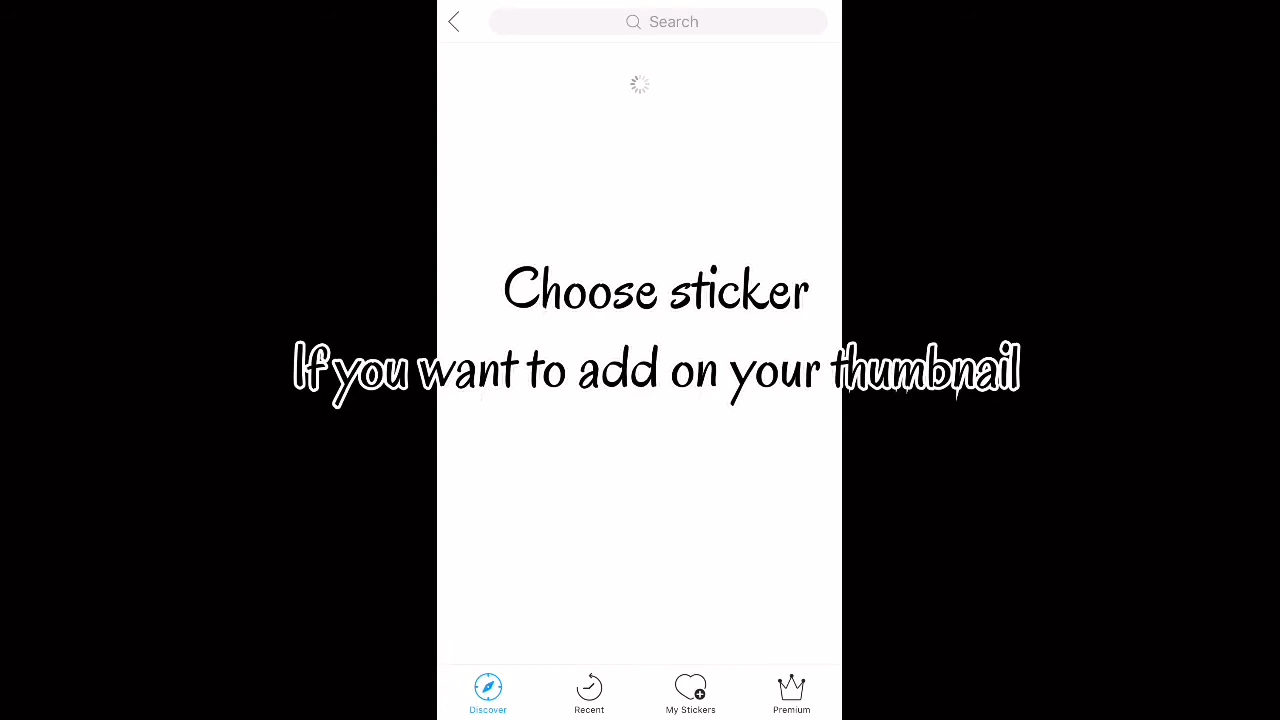 Search
Choose sticker
If you want to add on your thumbnail
Discover
Recent
My Stickers
Premium